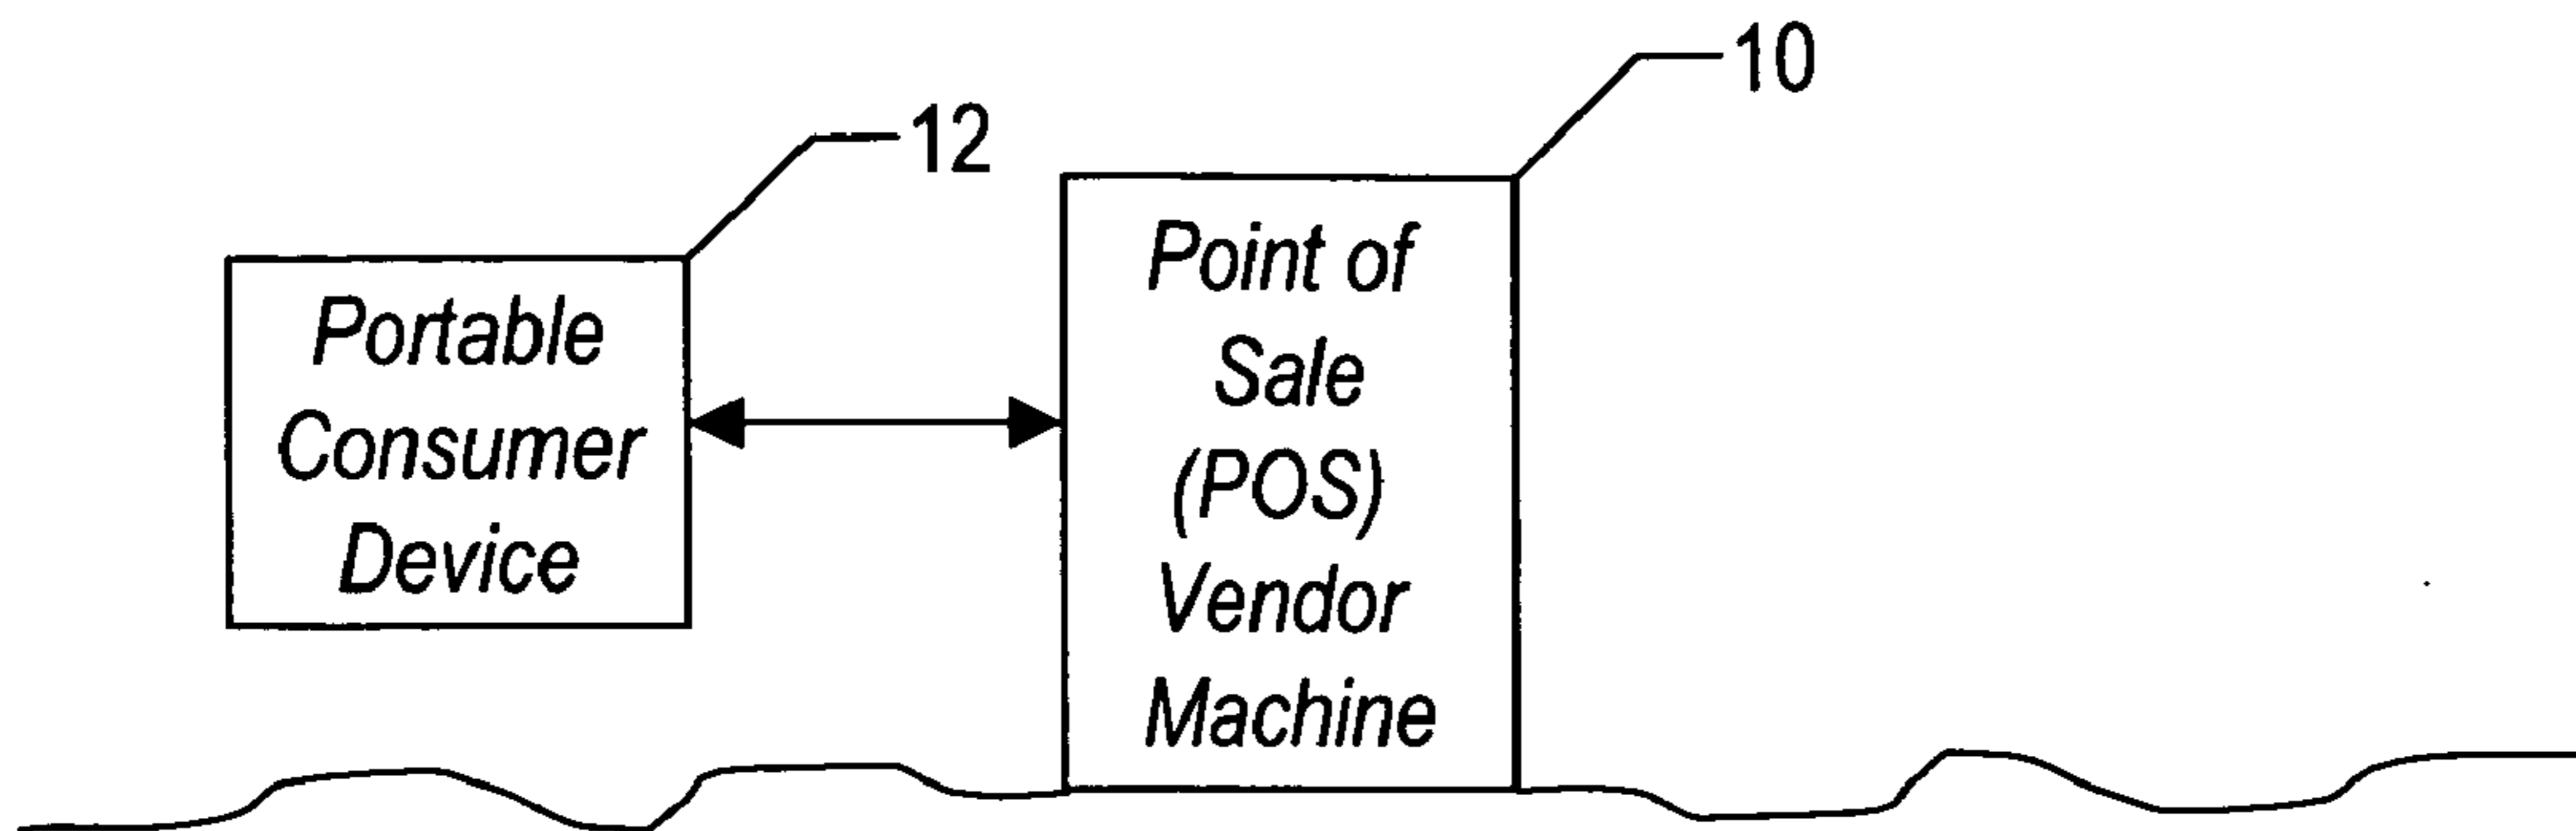 10
12
Point of
Sale
(POS)
Vendor
Machine
Portable
Consumer
Device